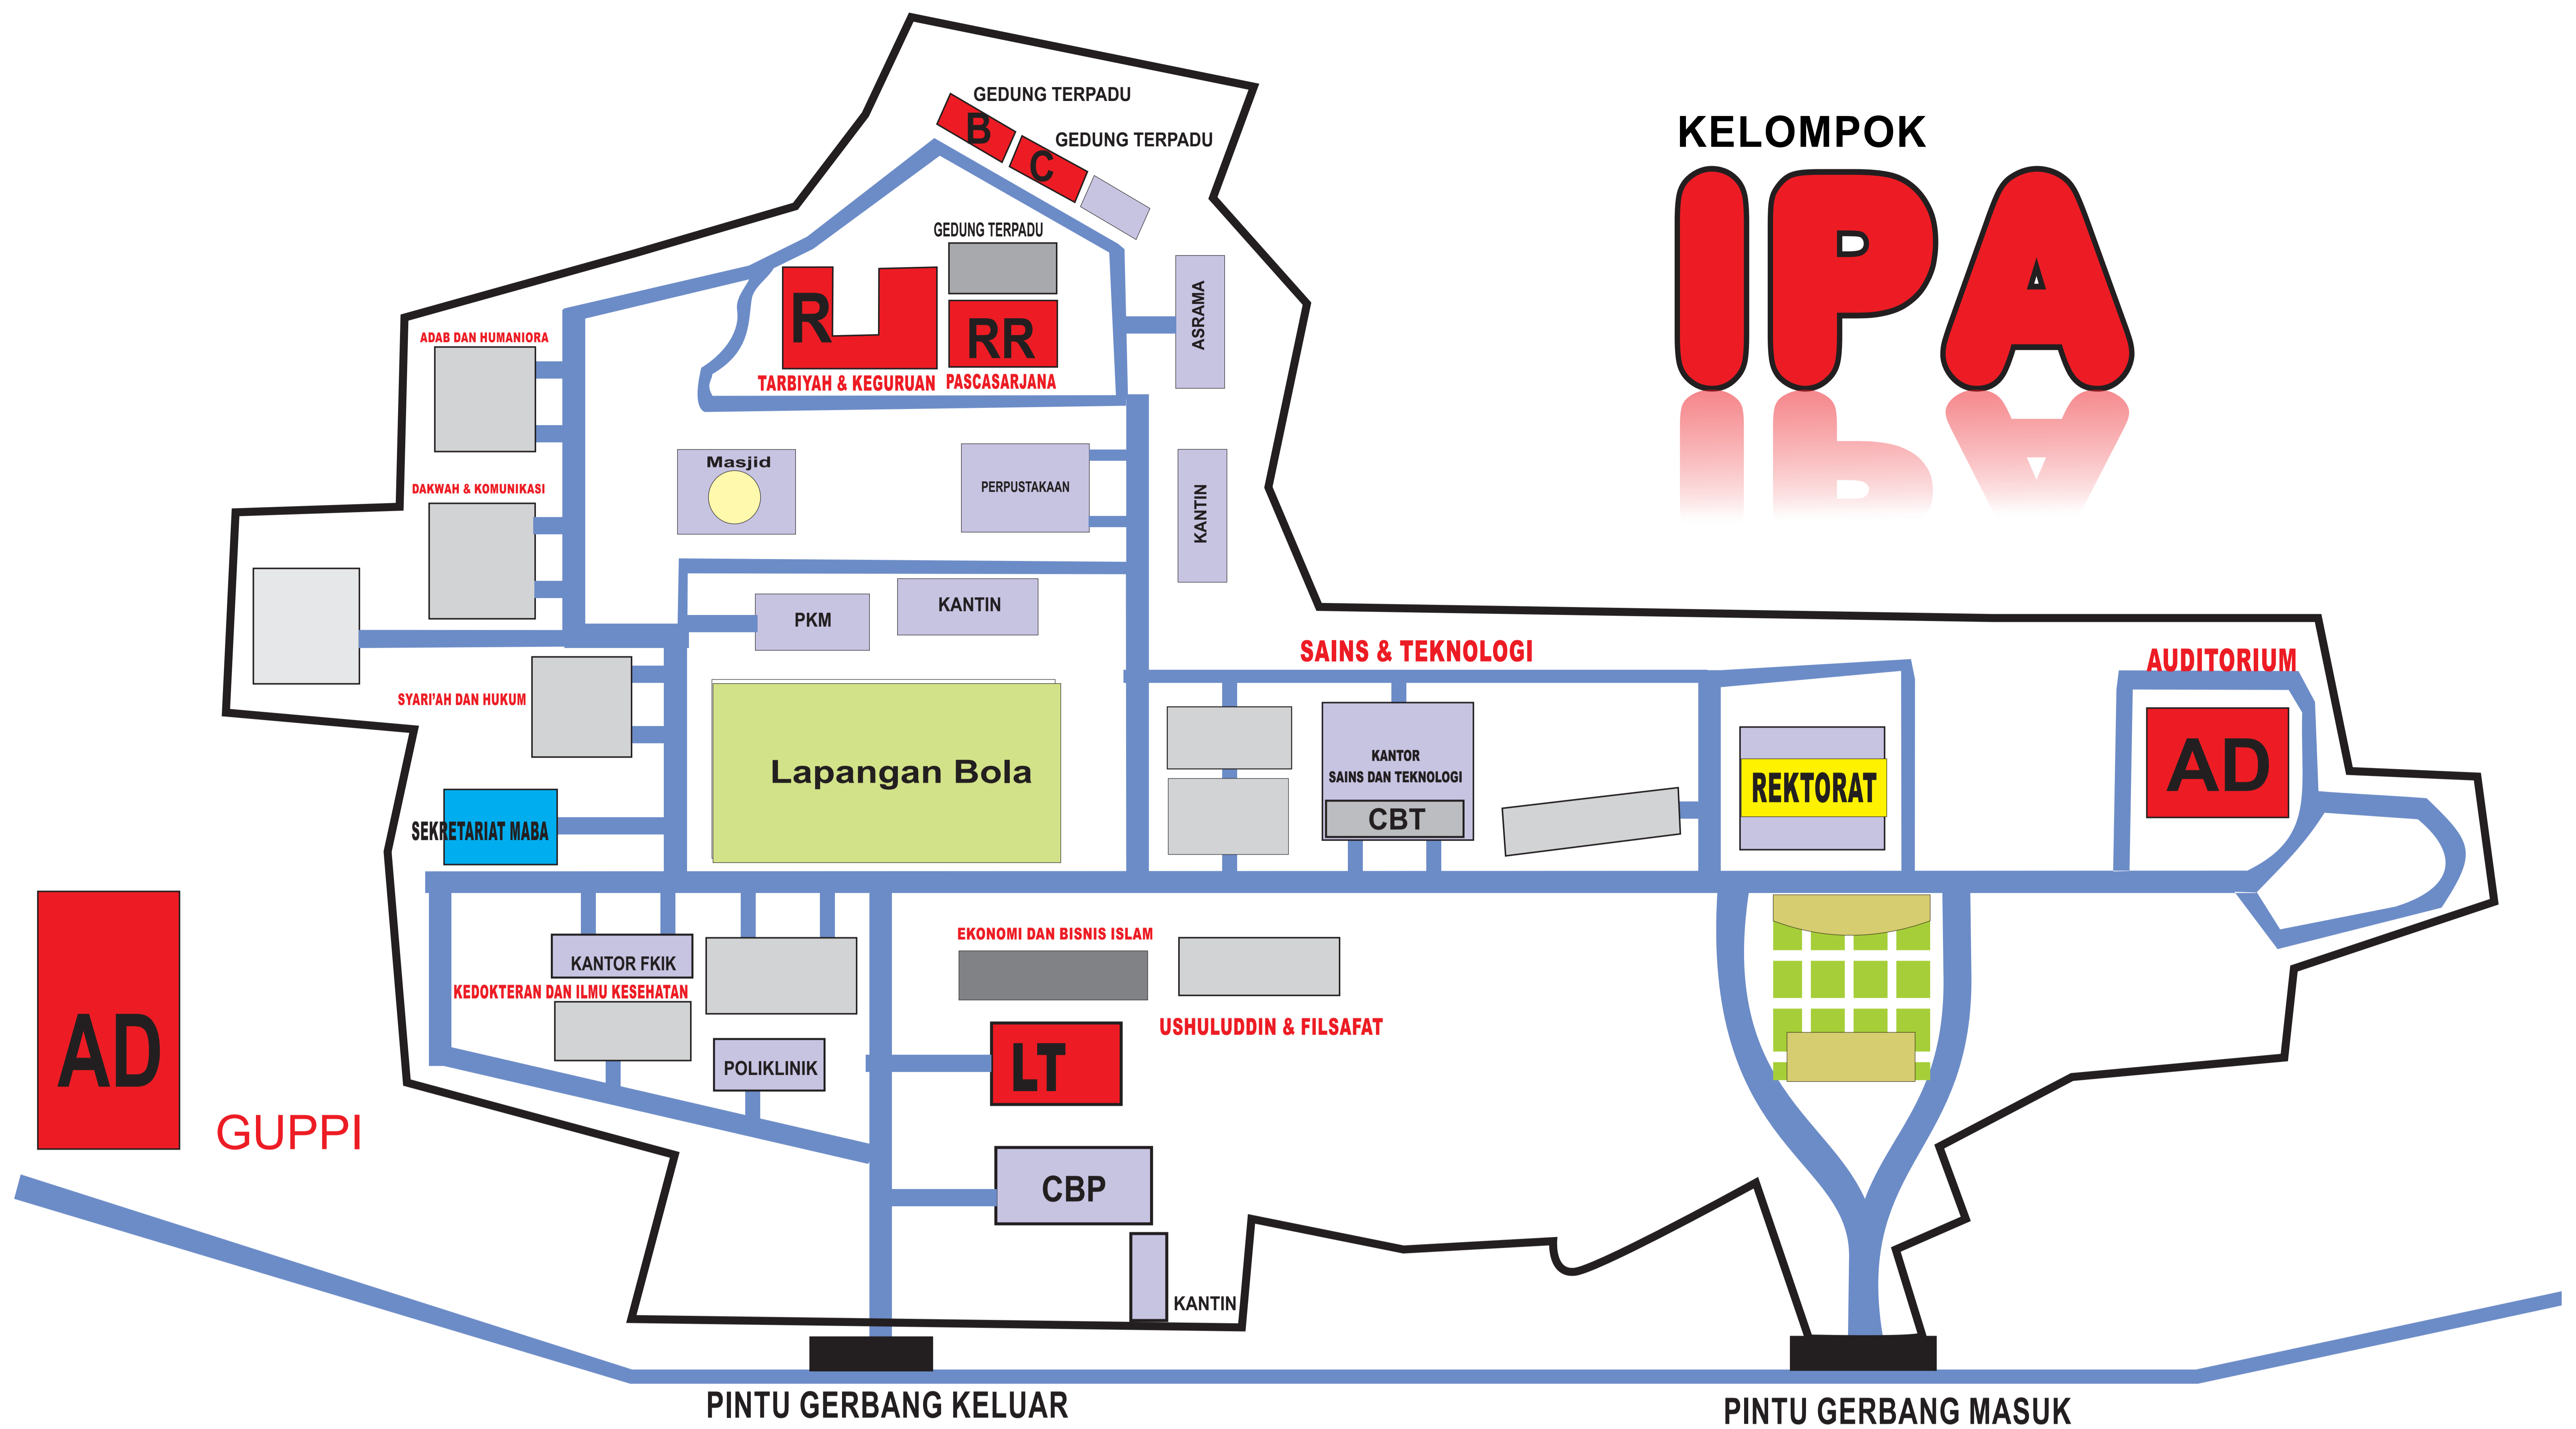 GEDUNG TERPADU
B
GEDUNG TERPADU
C
KELOMPOK
IPA
GEDUNG TERPADU
R
RR
TARBIYAH & KEGURUAN
PASCASARJANA
ASRAMA
ADAB DAN HUMANIORA
Masjid
PERPUSTAKAAN
KANTIN
DAKWAH & KOMUNIKASI
PKM
KANTIN
SAINS & TEKNOLOGI
AUDITORIUM
SYARI'AH DAN HUKUM
Lapangan Bola
KANTOR
SAINS DAN TEKNOLOGI
CBT
REKTORAT
AD
SEKRETARIAT MABA
EKONOMI DAN BISNIS ISLAM
KANTOR FKIK
KEDOKTERAN DAN ILMU KESEHATAN
USHULUDDIN & FILSAFAT
AD
POLIKLINIK
LT
GUPPI
CBP
KANTIN
PINTU GERBANG KELUAR
PINTU GERBANG MASUK